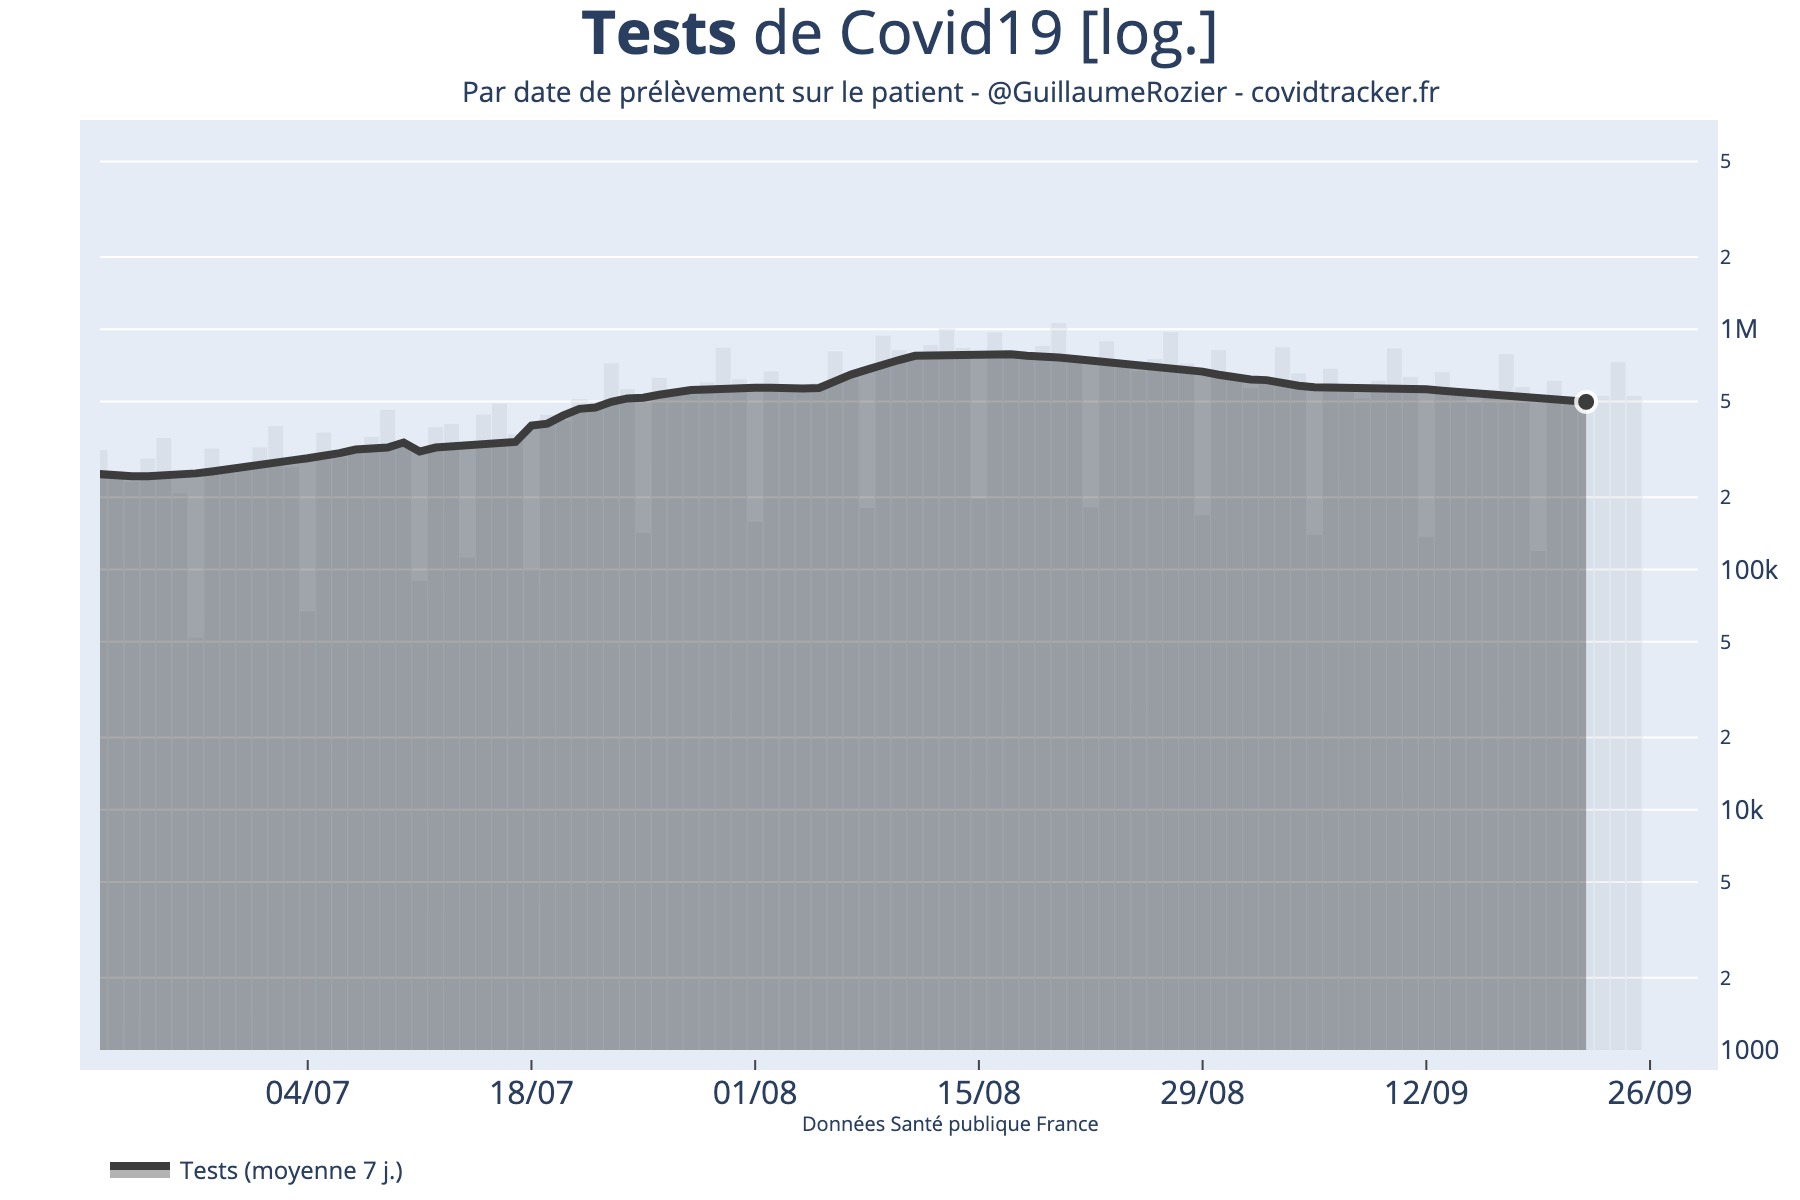 Tests de Covid19 [log.]
Par date de prélèvement sur le patient - @GuillaumeRozier - covidtracker.fr
5
2
1M
5
2
100k
5
2
10k
5
2
1000
04/07 18/07 01/08 15/08 29/08 12/09 26/09
Données Santé publique France
Tests (moyenne 7 j.)